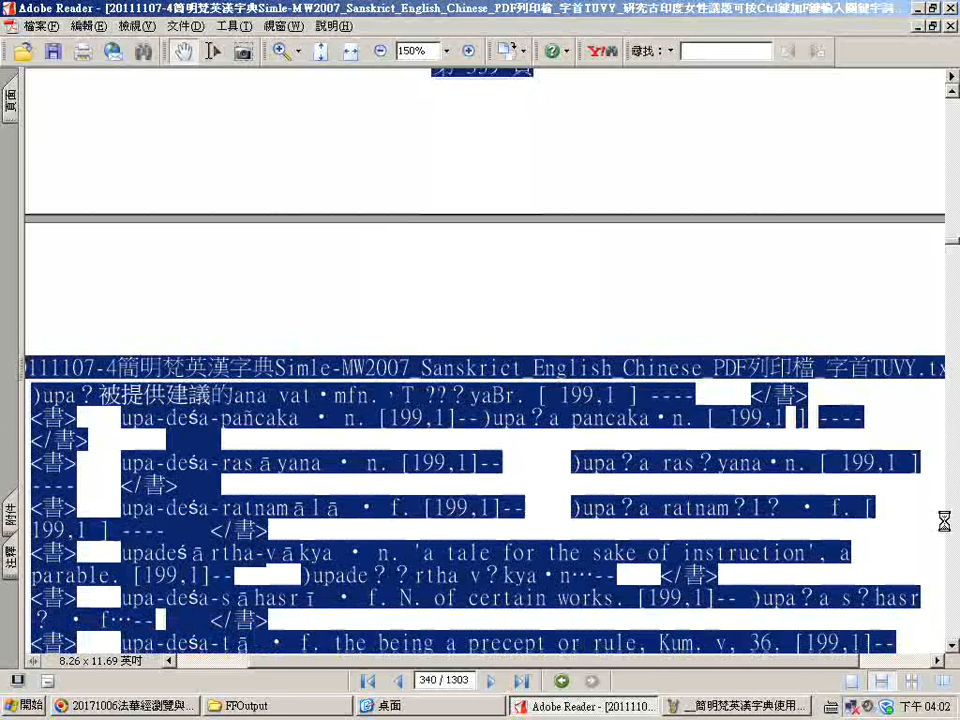 Adobe Reader - [20111107-4簡明梵英漢字典Simle-MW2007_Sanskrict_English_Chinese_PDF列印檔_字首TUVY_研究古印度女性議題可按Ctrl鍵加F鍵輸入關鍵字詞...
檔案(F) 編輯(E) 檢視(V) 文件(D) 工具(T) 視窗(W) 說明(H)
150% Y! 尋找:
頁面
第 339 頁
0111107-4簡明梵英漢字典Simle-MW2007_Sanskrict_English_Chinese_PDF列印檔_字首TUVY.tx
)upa？被提供建議的ana vat‧mfn.，T ???yaBr. [ 199,1 ] ---- </書>
<書> upa-deśa-pañcaka ‧ n. [199,1]--)upa？a pancaka‧n. [ 199,1 ] ----
</書>
<書> upa-deśa-rasāyana ‧ n. [199,1]-- )upa？a ras？yana‧n. [ 199,1 ]
---- </書>
<書> upa-deśa-ratnamālā ‧ f. [199,1]-- )upa？a ratnam？l？ ‧ f. [
199,1 ] ---- </書>
<書> upadeśārtha-vākya ‧ n. 'a tale for the sake of instruction', a
parable. [199,1]-- )upade？？rtha v？kya‧n…-- </書>
<書> upa-deśa-sāhasrī ‧ f. N. of certain works. [199,1]-- )upa？a s？hasr
？ ‧ f…-- </書>
<書> upa-deśa-tā ‧ f. the being a precept or rule, Kum. v, 36. [199,1]--
附件
注釋
8.26 x 11.69 英吋
340 / 1303
開始 20171006法華經瀏覽與... FFOutput 桌面 Adobe Reader - [2011110... __簡明梵英字典使用... 下午 04:02